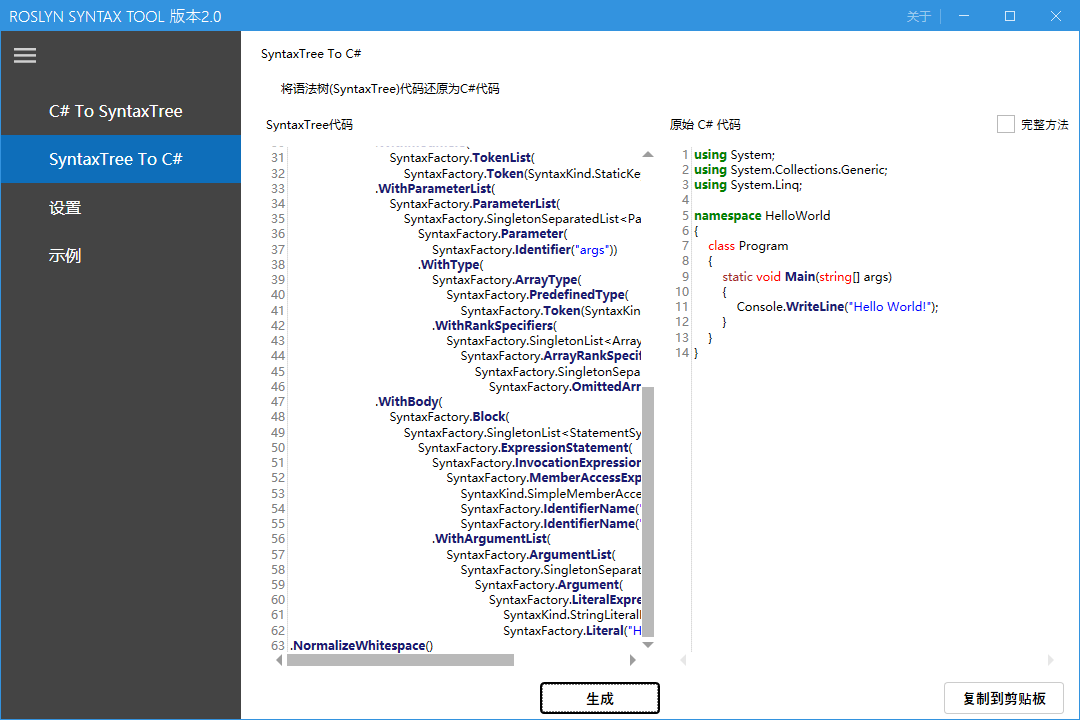 ROSLYN SYNTAX TOOL 版本2.0
关于
C# To SyntaxTree
SyntaxTree To C#
设置
示例
SyntaxTree To C#
将语法树(SyntaxTree)代码还原为C#代码
SyntaxTree代码
31 SyntaxFactory.TokenList(
32 SyntaxFactory.Token(SyntaxKind.StaticKe
33 .WithParameterList(
34 SyntaxFactory.ParameterList(
35 SyntaxFactory.SingletonSeparatedList<Pa
36 SyntaxFactory.Parameter(
37 SyntaxFactory.Identifier("args"))
38 .WithType(
39 SyntaxFactory.ArrayType(
40 SyntaxFactory.PredefinedType(
41 SyntaxFactory.Token(SyntaxKin
42 .WithRankSpecifiers(
43 SyntaxFactory.SingletonList<Array
44 SyntaxFactory.ArrayRankSpecif
45 SyntaxFactory.SingletonSepa
46 SyntaxFactory.OmittedArr
47 .WithBody(
48 SyntaxFactory.Block(
49 SyntaxFactory.SingletonList<StatementSy
50 SyntaxFactory.ExpressionStatement(
51 SyntaxFactory.InvocationExpression
52 SyntaxFactory.MemberAccessExp
53 SyntaxKind.SimpleMemberAcce
54 SyntaxFactory.IdentifierName("
55 SyntaxFactory.IdentifierName("
56 .WithArgumentList(
57 SyntaxFactory.ArgumentList(
58 SyntaxFactory.SingletonSeparat
59 SyntaxFactory.Argument(
60 SyntaxFactory.LiteralExpre
61 SyntaxKind.StringLiteral
62 SyntaxFactory.Literal("H
63 .NormalizeWhitespace()
原始 C# 代码
完整方法
1 using System;
2 using System.Collections.Generic;
3 using System.Linq;
4
5 namespace HelloWorld
6 {
7 class Program
8 {
9 static void Main(string[] args)
10 {
11 Console.WriteLine("Hello World!");
12 }
13 }
14 }
生成
复制到剪贴板